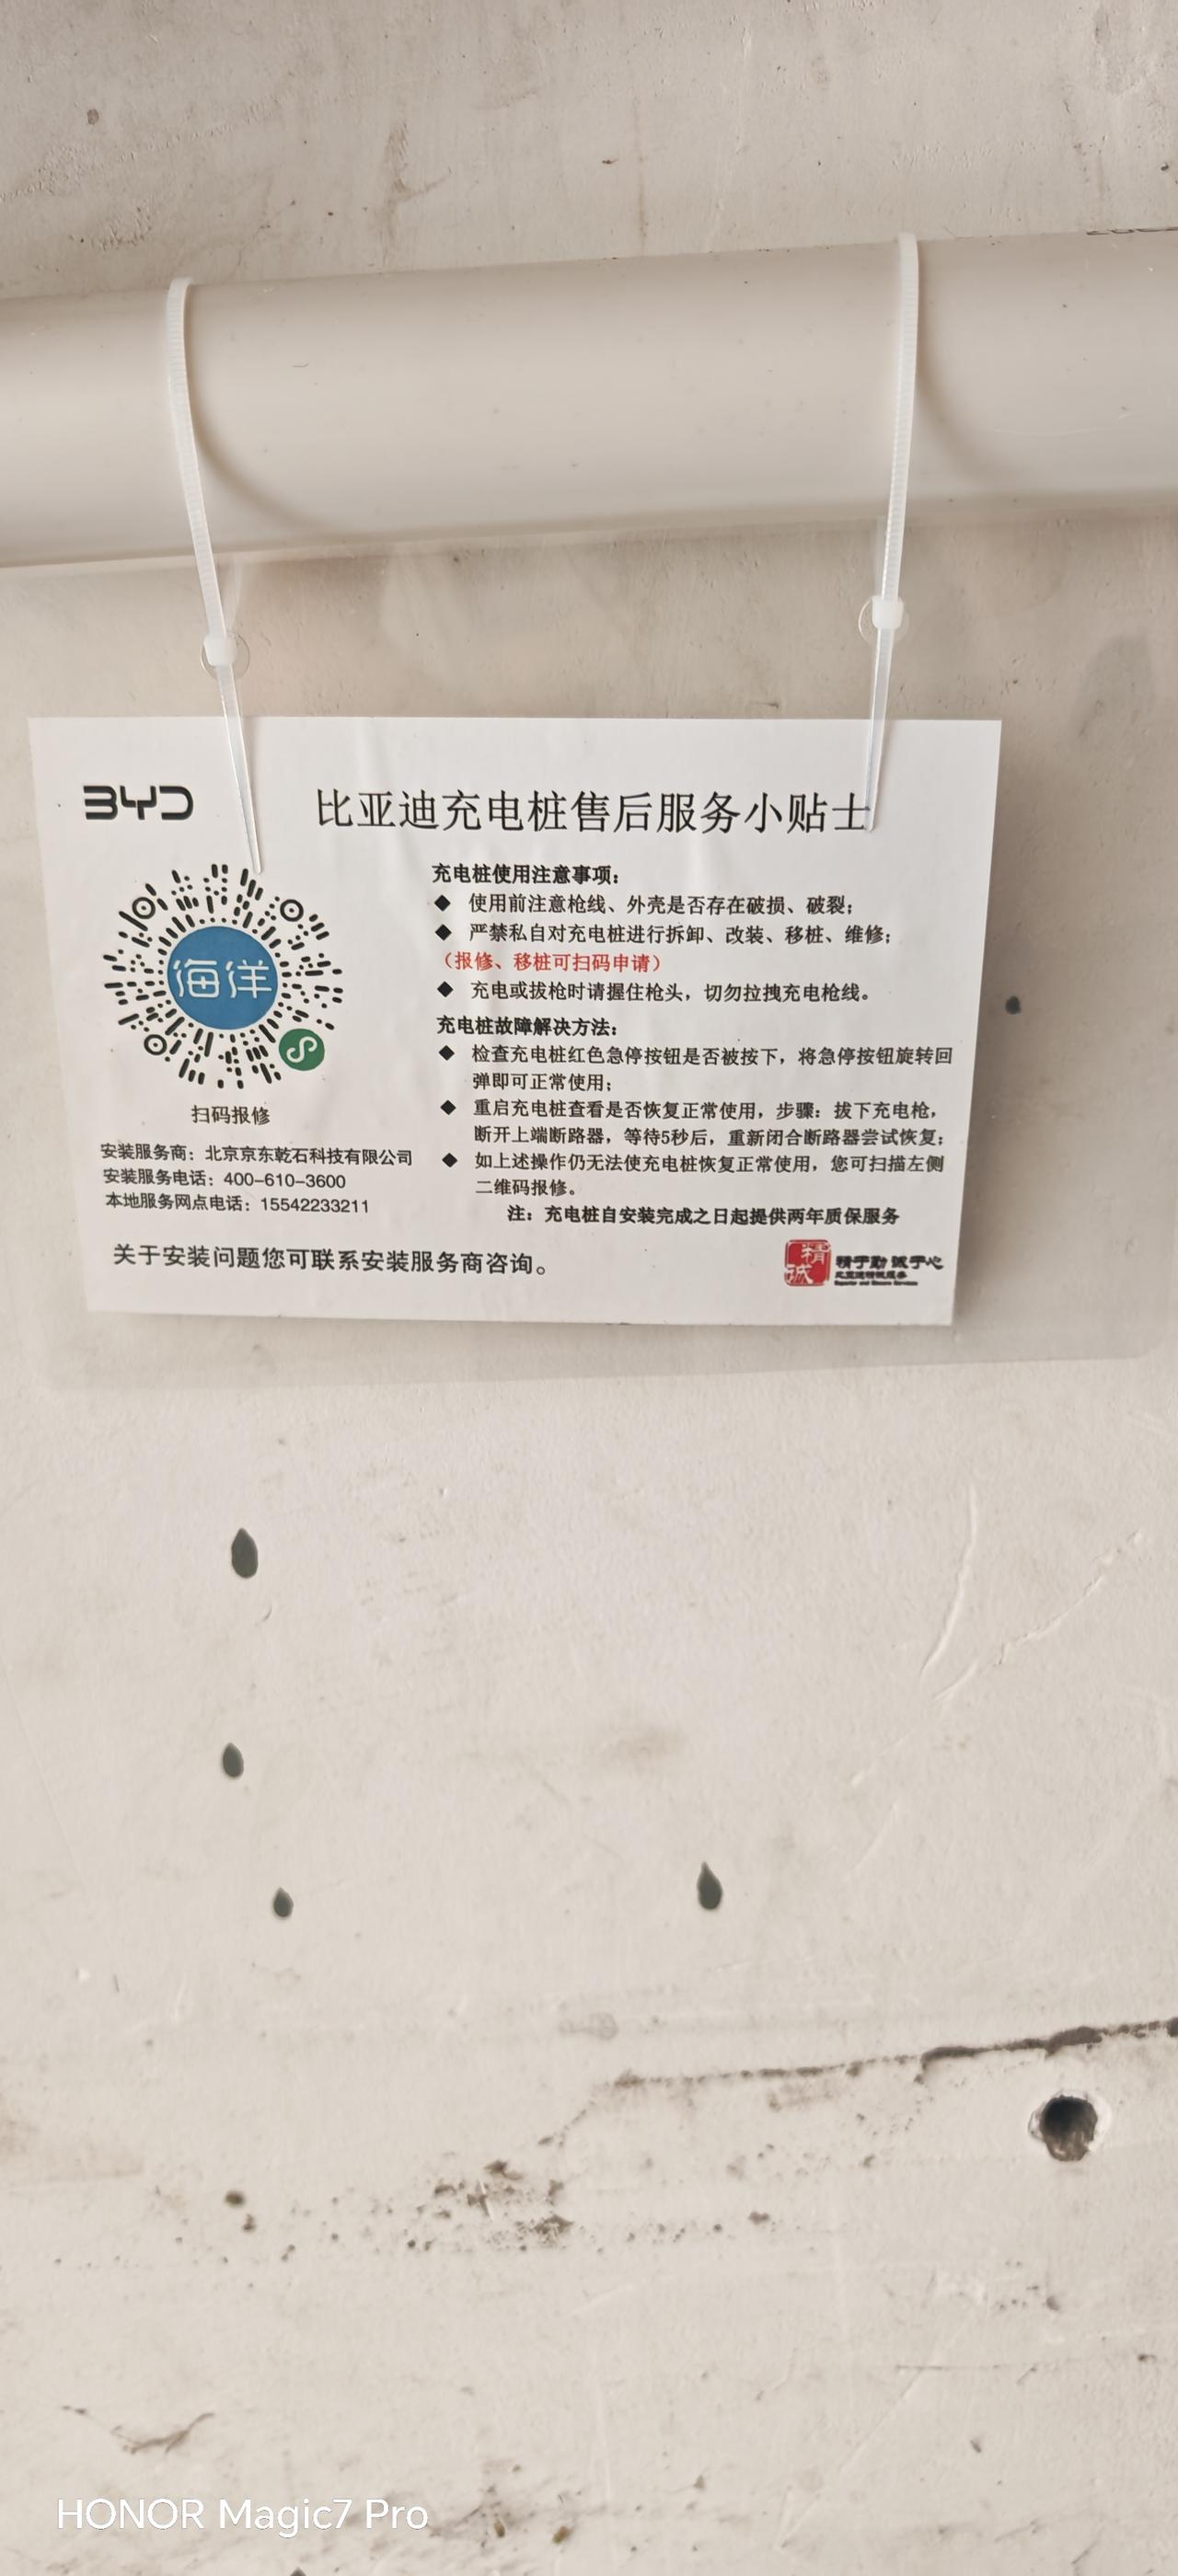 BYD
比亚迪充电桩售后服务小贴士
海洋
扫码报修
安装服务商：北京京东乾石科技有限公司
安装服务电话：400-610-3600
本地服务网点电话：15542233211
充电桩使用注意事项：
◆ 使用前注意枪线、外壳是否存在破损、破裂；
◆ 严禁私自对充电桩进行拆卸、改装、移桩、维修；
（报修、移桩可扫码申请）
◆ 充电或拔枪时请握住枪头，切勿拉拽充电枪线。
充电桩故障解决方法：
◆ 检查充电桩红色急停按钮是否被按下，将急停按钮旋转回
弹即可正常使用；
◆ 重启充电桩查看是否恢复正常使用，步骤：拔下充电枪，
断开上端断路器，等待5秒后，重新闭合断路器尝试恢复；
◆ 如上述操作仍无法使充电桩恢复正常使用，您可扫描左侧
二维码报修。
注：充电桩自安装完成之日起提供两年质保服务
关于安装问题您可联系安装服务商咨询。
精诚
精于勤 诚于心
HONOR Magic7 Pro